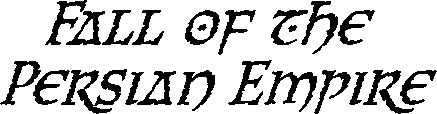 Fall of the
Persian Empire